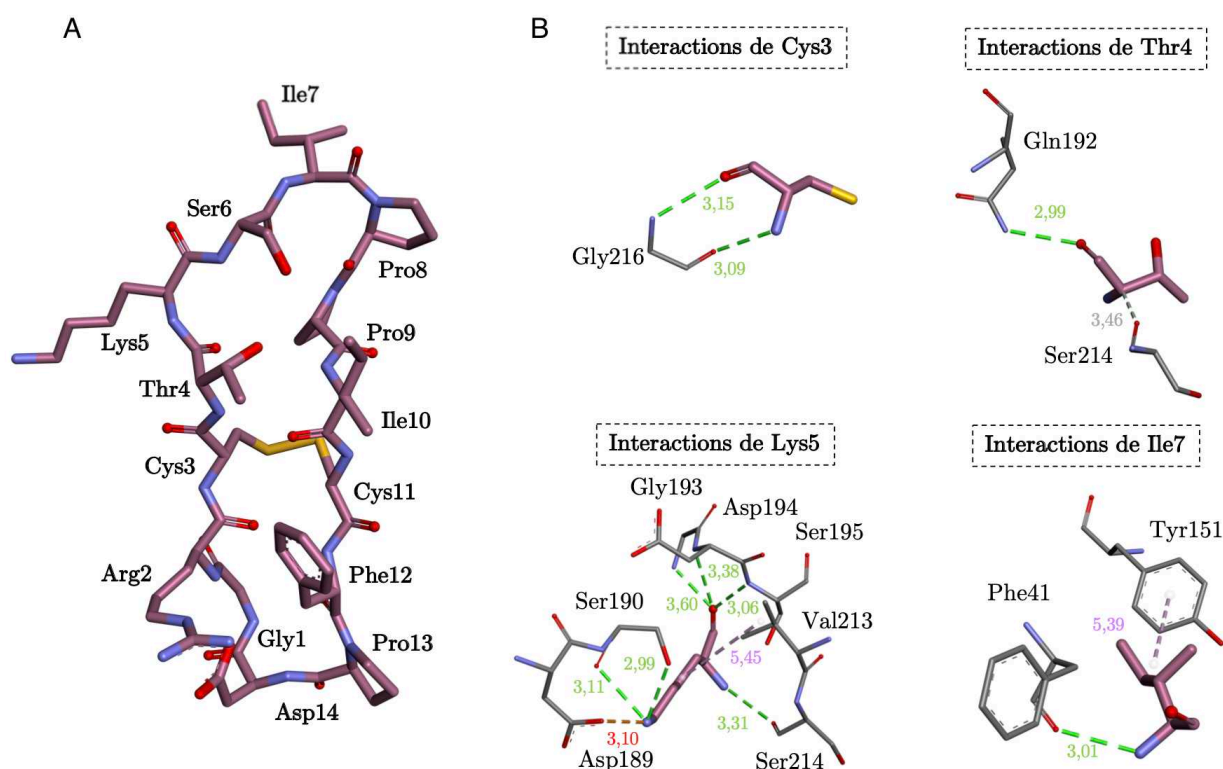 A
Ile7
Ser6
Pro8
Lys5
Pro9
Thr4
Ile10
Cys3
Cys11
Arg2
Phe12
Gly1
Pro13
Asp14
B
Interactions de Cys3
3,15
Gly216
3,09
Interactions de Thr4
Gln192
2,99
3,46
Ser214
Interactions de Lys5
Gly193
Asp194
Ser195
3,38
3,60
3,06
Ser190
Val213
2,99
5,45
3,11
3,31
3,10
Asp189
Ser214
Interactions de Ile7
Tyr151
Phe41
5,39
3,01